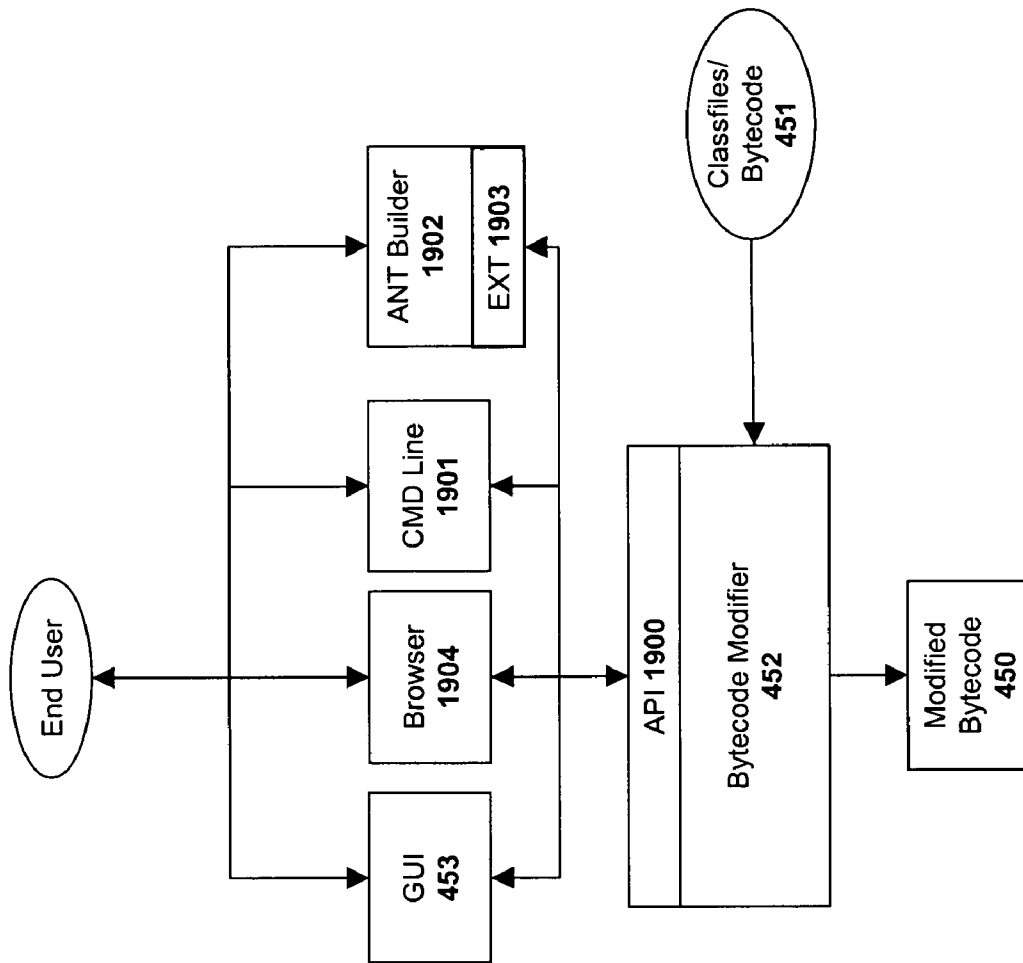 End User
GUI
453
Browser
1904
CMD Line
1901
ANT Builder
1902
EXT 1903
API 1900
Bytecode Modifier
452
Classfiles/
Bytecode
451
Modified
Bytecode
450